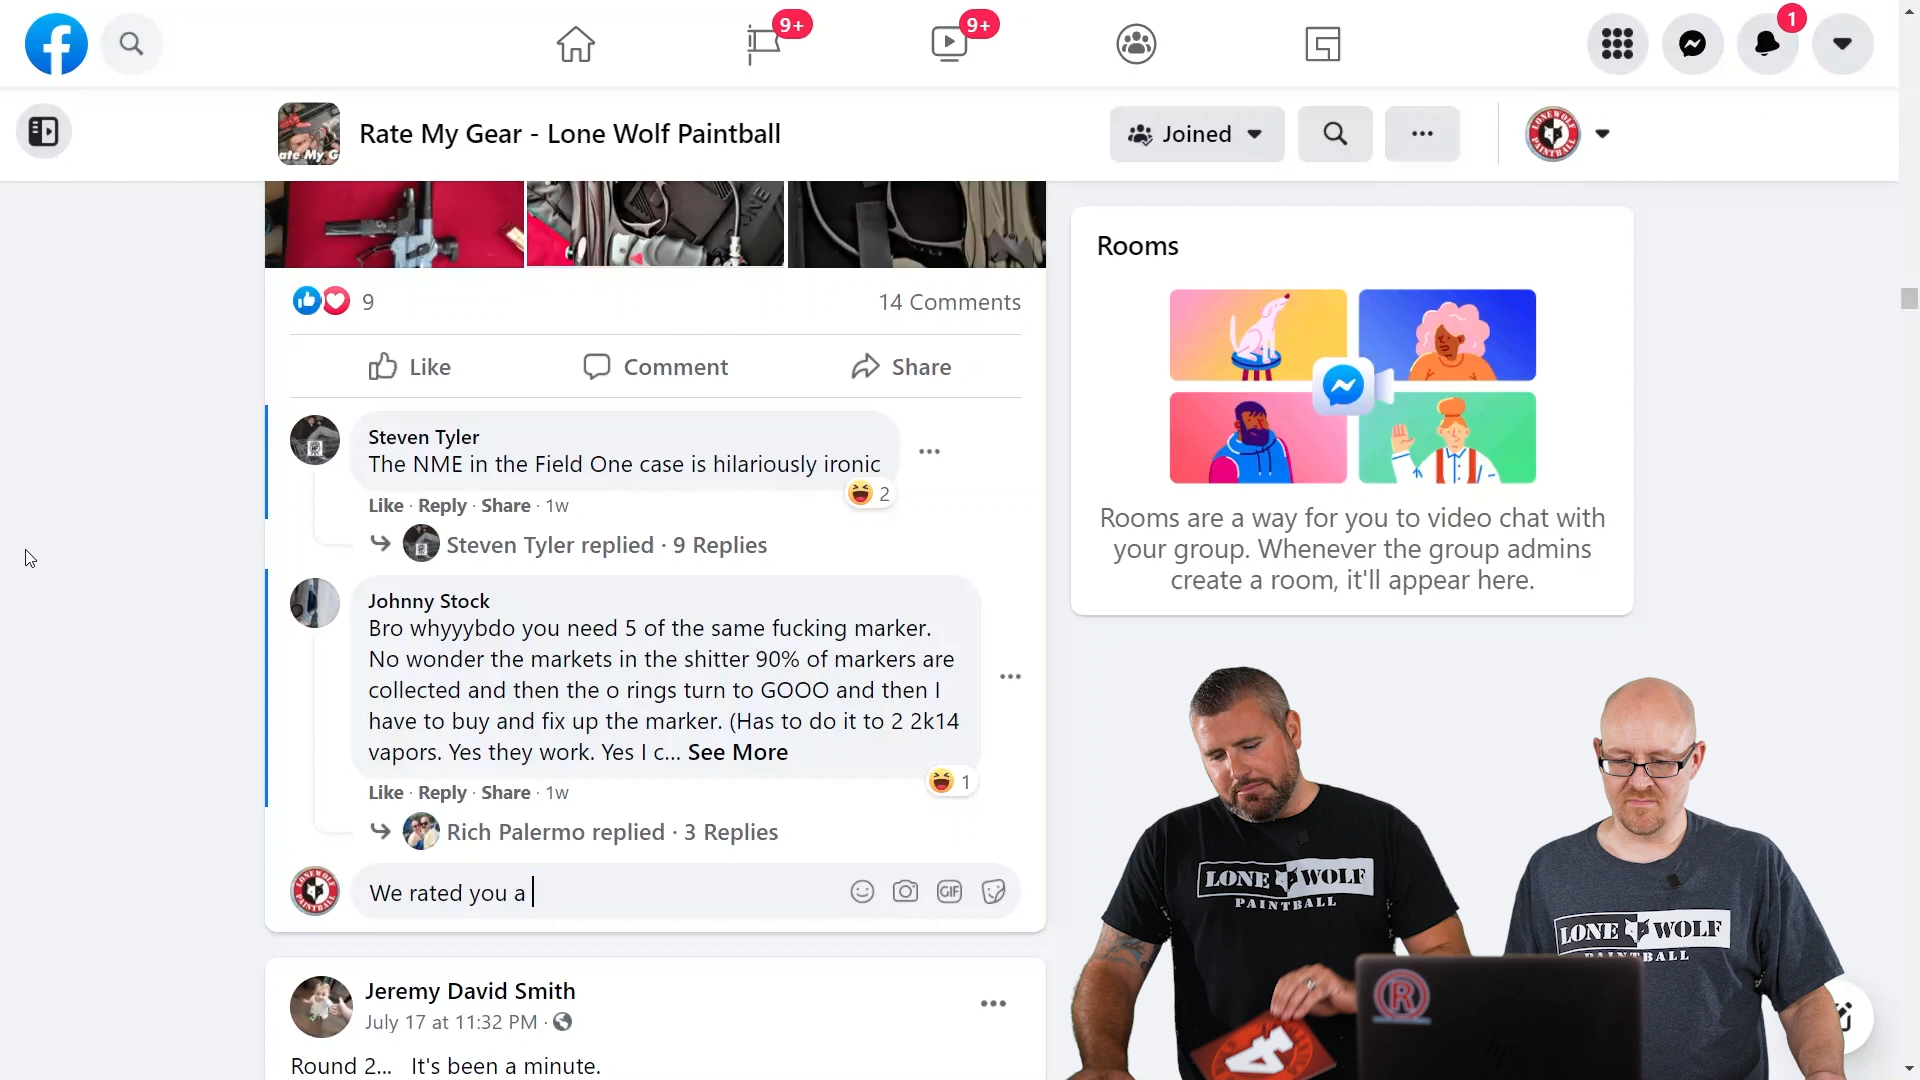 9+
9+
1
Rate My Gear - Lone Wolf Paintball
Joined
9
14 Comments
Like
Comment
Share
Steven Tyler
The NME in the Field One case is hilariously ironic
2
Like · Reply · Share · 1w
Steven Tyler replied · 9 Replies
Johnny Stock
Bro whyyybdo you need 5 of the same fucking marker.
No wonder the markets in the shitter 90% of markers are
collected and then the o rings turn to GOOO and then I
have to buy and fix up the marker. (Has to do it to 2 2k14
vapors. Yes they work. Yes I c... See More
1
Like · Reply · Share · 1w
Rich Palermo replied · 3 Replies
We rated you a
GIF
Jeremy David Smith
July 17 at 11:32 PM ·
Round 2... It's been a minute.
Rooms
Rooms are a way for you to video chat with
your group. Whenever the group admins
create a room, it'll appear here.
LONE WOLF
PAINTBALL
LONE WOLF
PAINTBALL
R
4